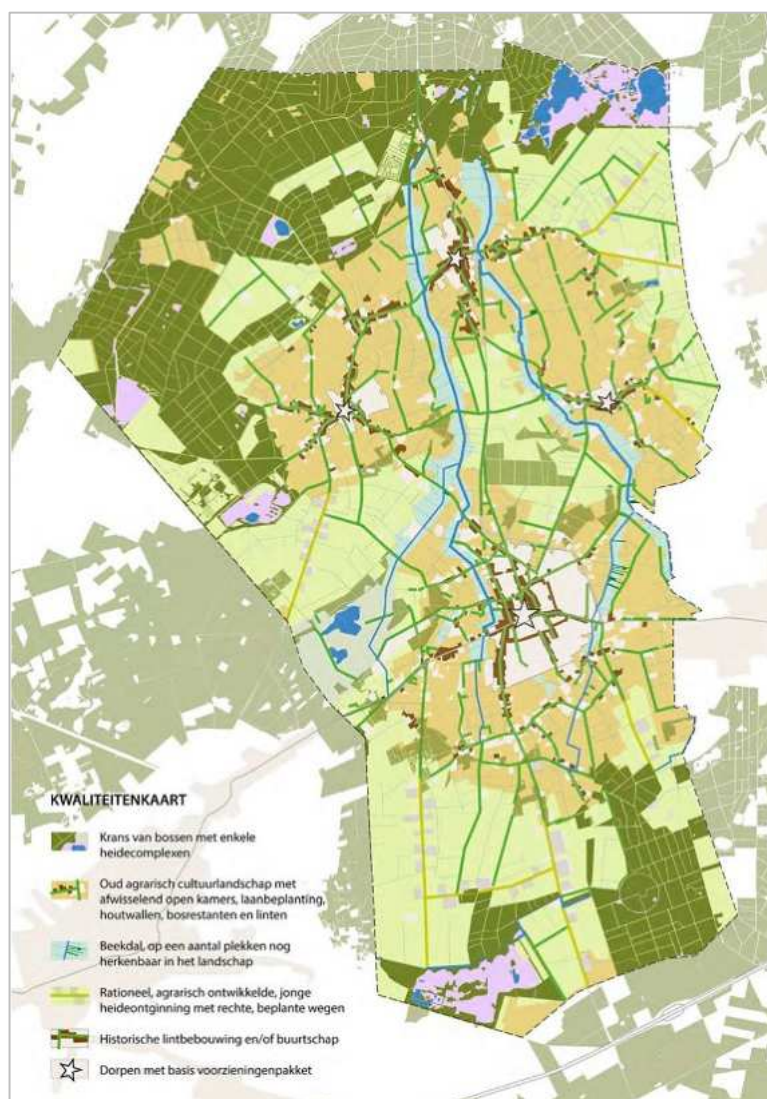 KWALITEITENKAART
Krans van bossen met enkele
heidecomplexen
Oud agrarisch cultuurlandschap met
afwisselend open kamers, laanbeplanting,
houtwallen, bosrestanten en linten
Beekdal, op een aantal plekken nog
herkenbaar in het landschap
Rationeel, agrarisch ontwikkelde, jonge
heideontginning met rechte, beplante wegen
Historische lintbebouwing en/of buurtschap
Dorpen met basis voorzieningenpakket